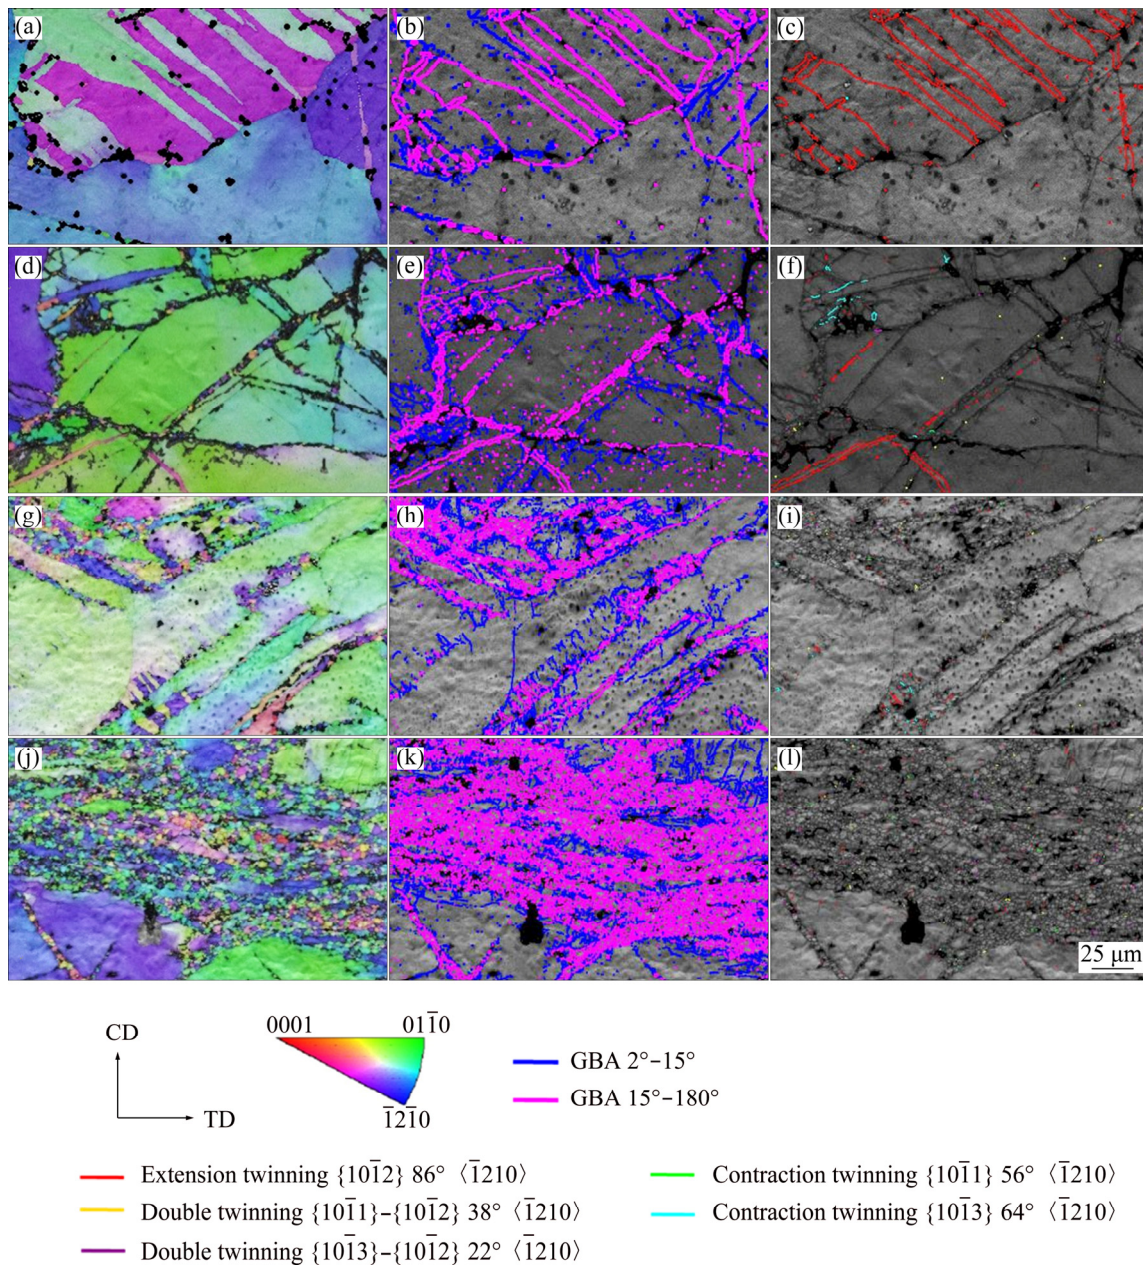 (a) (b) (c)
(d) (e) (f)
(g) (h) (i)
(j) (k) (l)
25 μm
CD
TD
0001 011̄0
1̄21̄0
GBA 2°–15°
GBA 15°–180°
Extension twinning {101̄2} 86° ⟨1̄210⟩
Double twinning {101̄1}–{101̄2} 38° ⟨1̄210⟩
Double twinning {101̄3}–{101̄2} 22° ⟨1̄210⟩
Contraction twinning {101̄1} 56° ⟨1̄210⟩
Contraction twinning {101̄3} 64° ⟨1̄210⟩